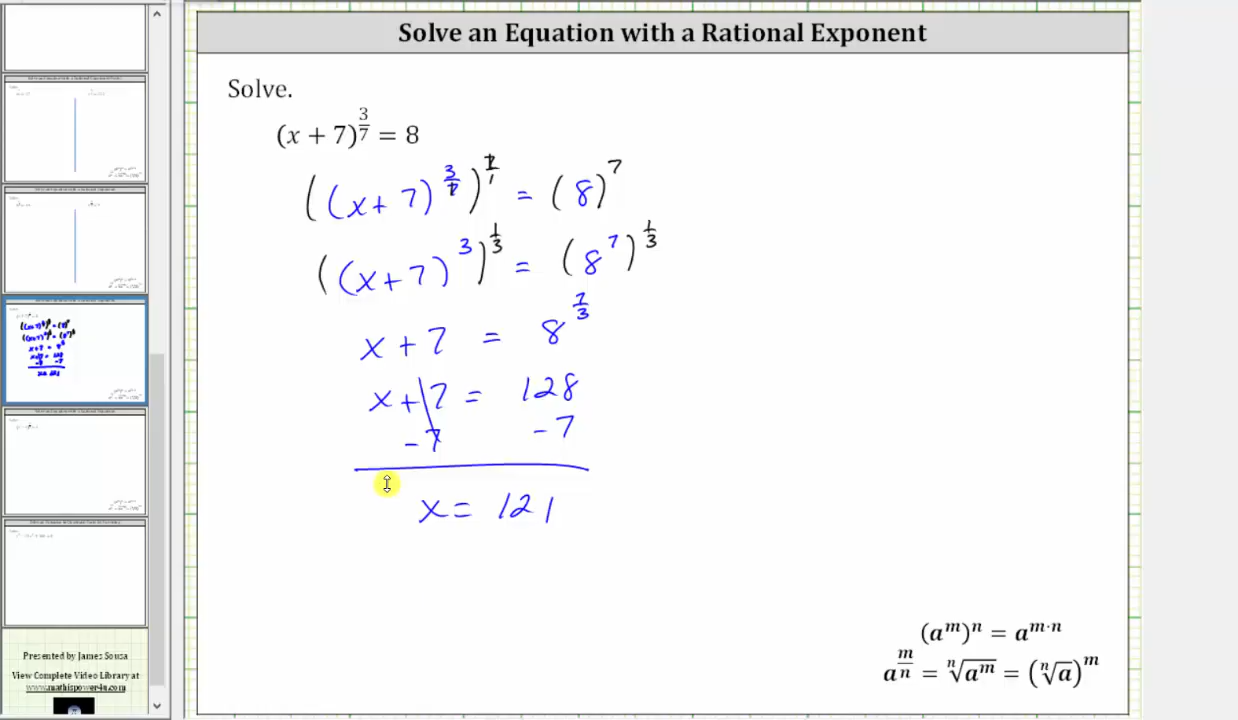 Solve an Equation with a Rational Exponent
Solve.
(x + 7)^(3/7) = 8
((x + 7)^(3/7))^(7/1) = (8)^7
((x + 7)^3)^(1/3) = (8^7)^(1/3)
x + 7 = 8^(7/3)
x + 7 = 128
-7 -7
x = 121
(a^m)^n = a^(m·n)
a^(m/n) = ⁿ√(a^m) = (ⁿ√a)^m
Presented by James Sousa
View Complete Video Library at
www.mathispower4u.com